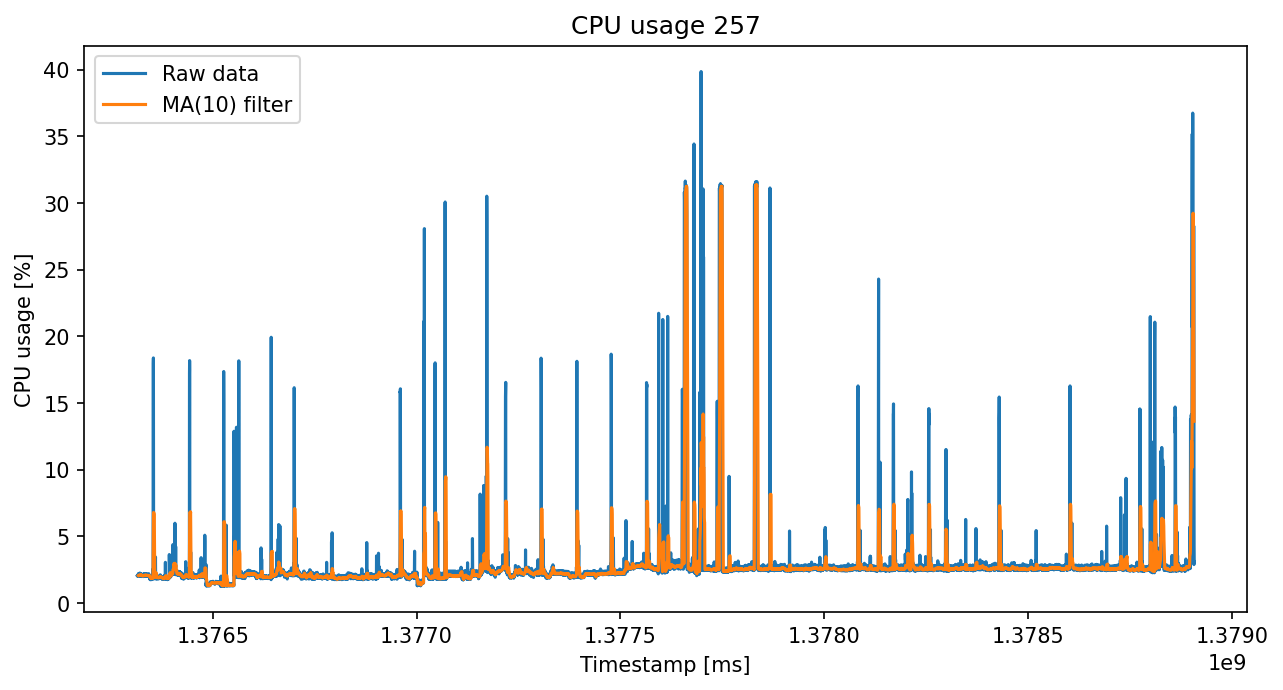 CPU usage 257
Raw data
MA(10) filter
CPU usage [%]
40
35
30
25
20
15
10
5
0
1.3765 1.3770 1.3775 1.3780 1.3785 1.3790
1e9
Timestamp [ms]